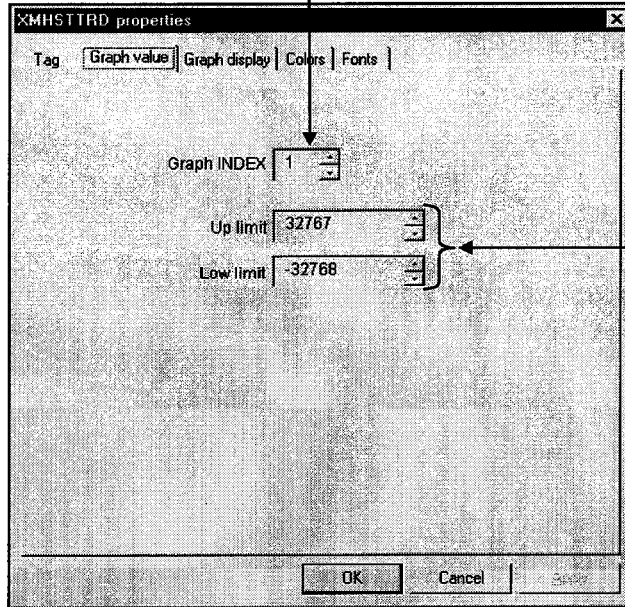 XMHSTTRD properties
Tag Graph value Graph display Colors Fonts
Graph INDEX 1
Up limit 32767
Low limit -32768
OK Cancel Apply